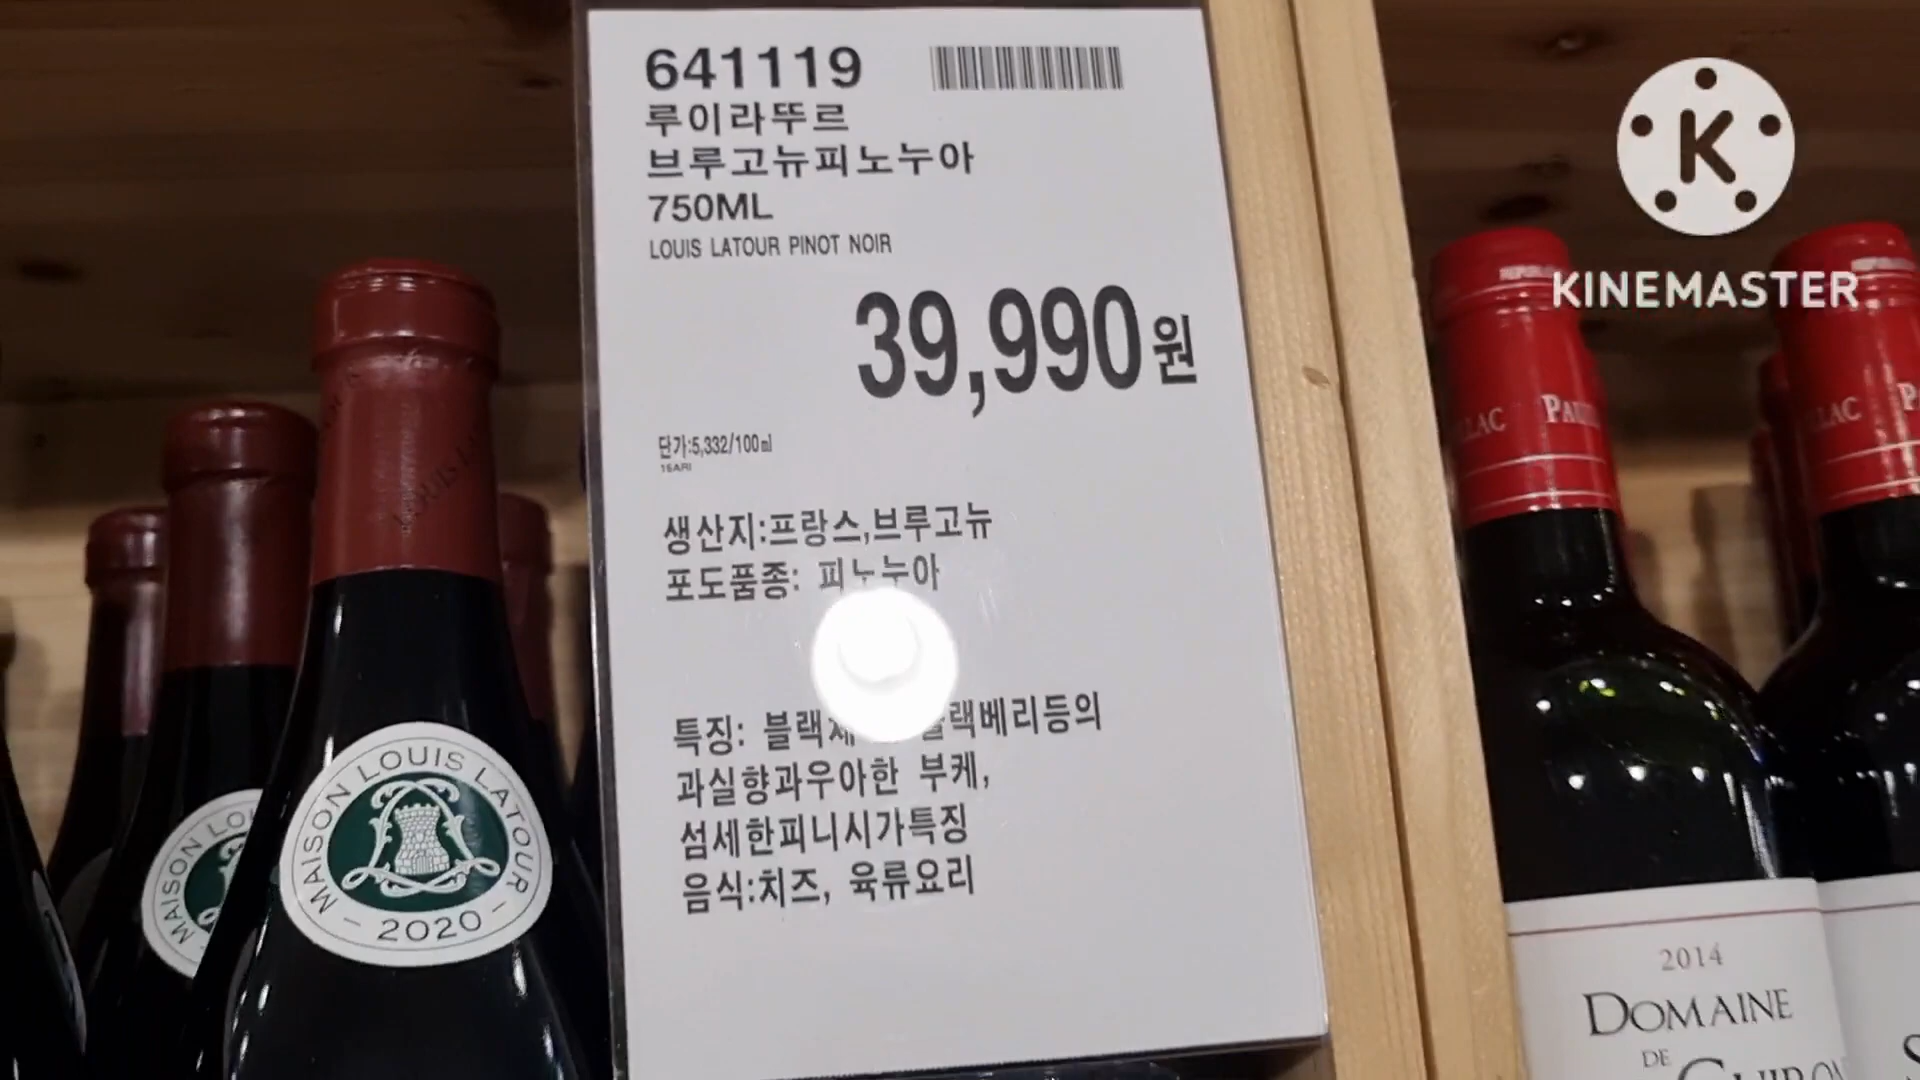 641119
루이라뚜르
브루고뉴피노누아
750ML
LOUIS LATOUR PINOT NOIR
39,990원
단가:5,332/100㎖
15ARI
생산지:프랑스,브루고뉴
포도품종: 피노누아
특징: 블랙 블랙베리등의
과실향과우아한 부케,
섬세한피니시가특징
음식:치즈, 육류요리
MAISON LOUIS LATOUR
2020
MAISON
K
KINEMASTER
2014
DOMAINE
DE